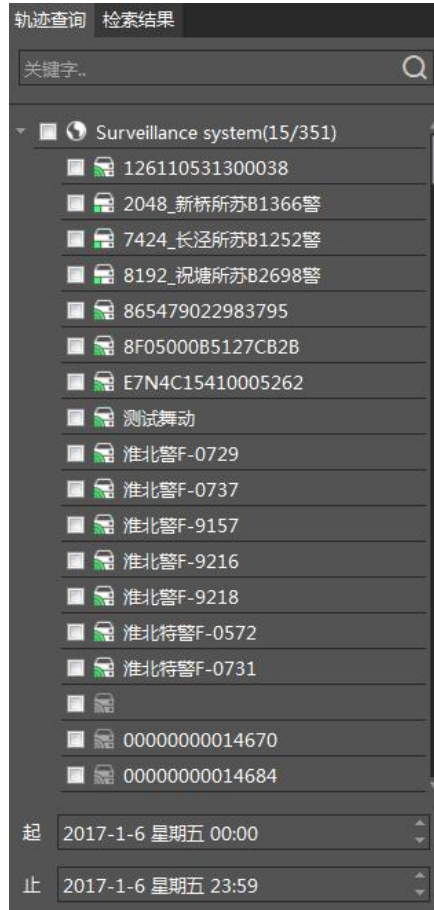 轨迹查询 检索结果
关键字..
Surveillance system(15/351)
126110531300038
2048_新桥所苏B1366警
7424_长泾所苏B1252警
8192_祝塘所苏B2698警
865479022983795
8F05000B5127CB2B
E7N4C15410005262
测试舞动
淮北警F-0729
淮北警F-0737
淮北警F-9157
淮北警F-9216
淮北警F-9218
淮北特警F-0572
淮北特警F-0731
00000000014670
00000000014684
起 2017-1-6 星期五 00:00
止 2017-1-6 星期五 23:59